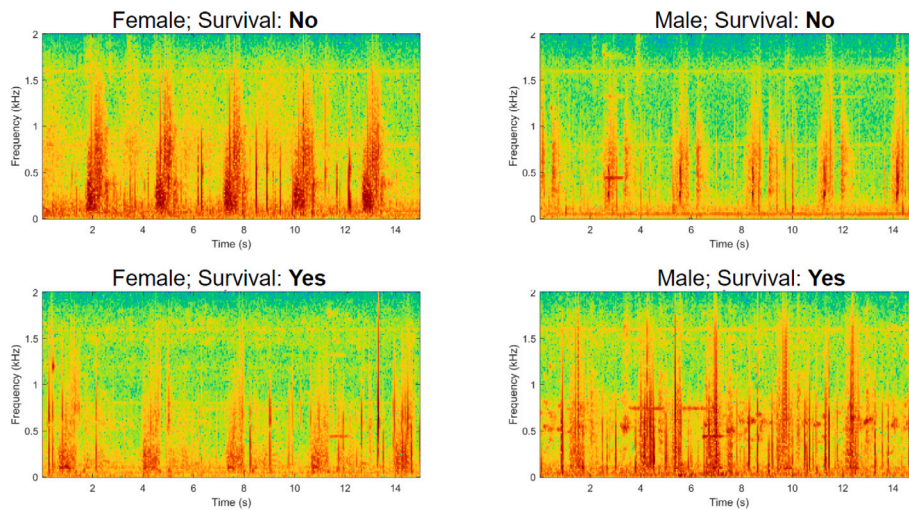 Female; Survival: No
Male; Survival: No
2
1.5
1
0.5
0
Frequency (kHz)
2 4 6 8 10 12 14
Time (s)
2
1.5
1
0.5
0
Frequency (kHz)
2 4 6 8 10 12 14
Time (s)
Female; Survival: Yes
Male; Survival: Yes
2
1.5
1
0.5
0
Frequency (kHz)
2 4 6 8 10 12 14
Time (s)
2
1.5
1
0.5
0
Frequency (kHz)
2 4 6 8 10 12 14
Time (s)